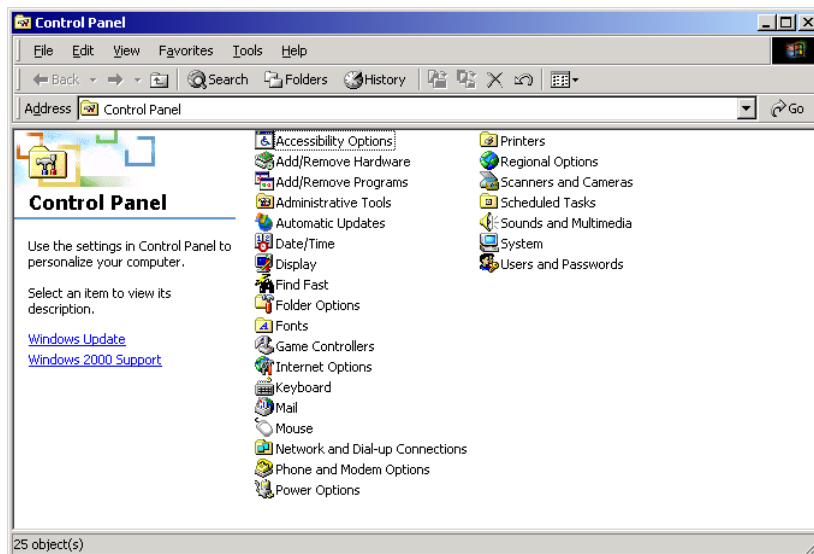 Control Panel
File Edit View Favorites Tools Help
Back Search Folders History
Address Control Panel Go
Control Panel
Use the settings in Control Panel to
personalize your computer.
Select an item to view its
description.
Windows Update
Windows 2000 Support
Accessibility Options
Add/Remove Hardware
Add/Remove Programs
Administrative Tools
Automatic Updates
Date/Time
Display
Find Fast
Folder Options
Fonts
Game Controllers
Internet Options
Keyboard
Mail
Mouse
Network and Dial-up Connections
Phone and Modem Options
Power Options
Printers
Regional Options
Scanners and Cameras
Scheduled Tasks
Sounds and Multimedia
System
Users and Passwords
25 object(s)